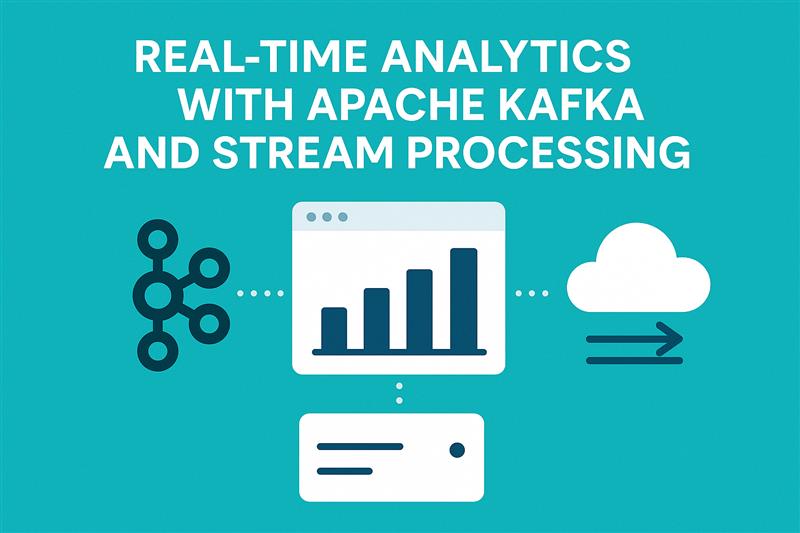 REAL-TIME ANALYTICS
WITH APACHE KAFKA
AND STREAM PROCESSING